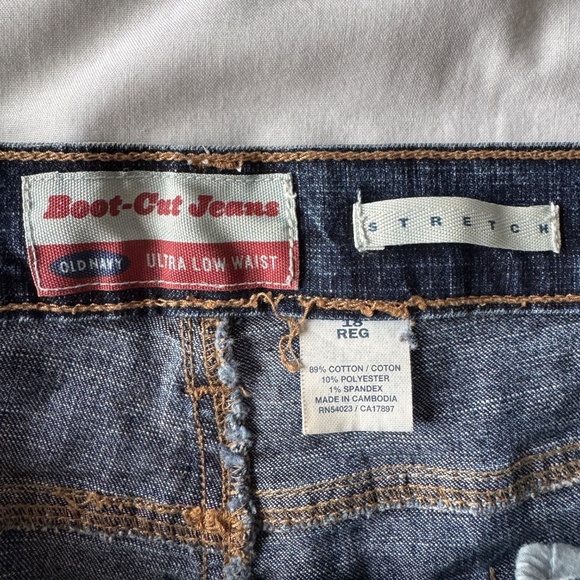 Boot-Cut Jeans
OLD NAVY ULTRA LOW WAIST
STRETCH
18
REG
89% COTTON / COTON
10% POLYESTER
1% SPANDEX
MADE IN CAMBODIA
RN54023 / CA17897